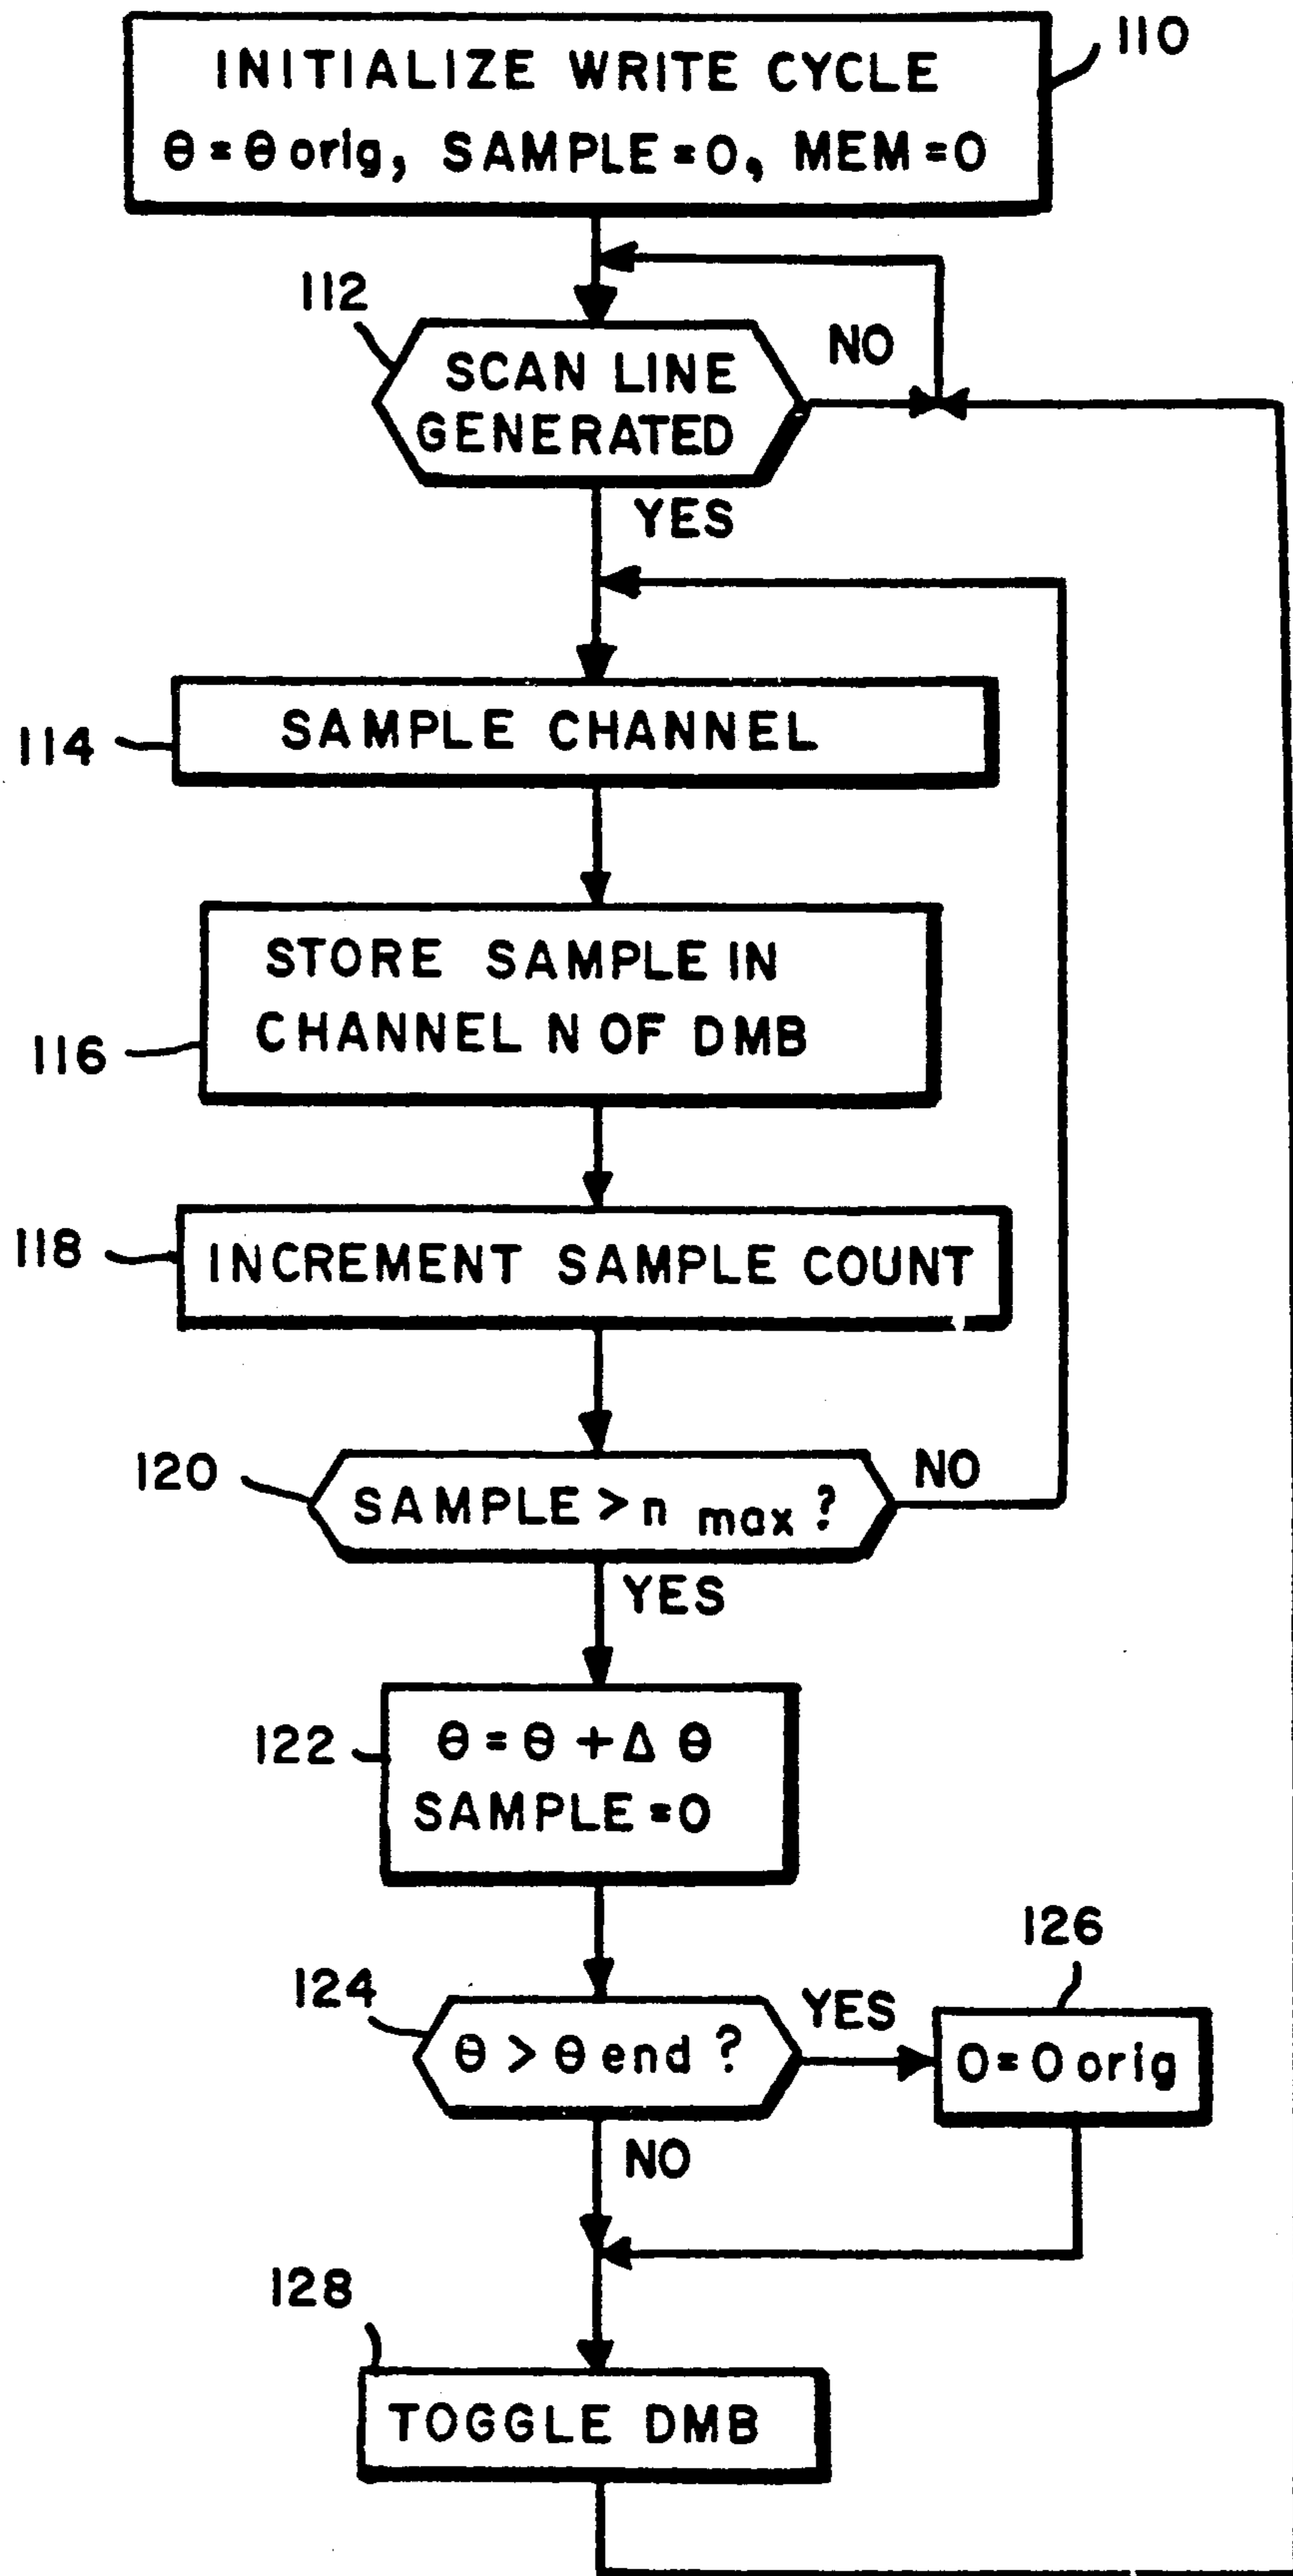 110
INITIALIZE WRITE CYCLE
θ = θ orig, SAMPLE = 0, MEM = 0
112
SCAN LINE
GENERATED
NO
YES
114
SAMPLE CHANNEL
116
STORE SAMPLE IN
CHANNEL N OF DMB
118
INCREMENT SAMPLE COUNT
120
SAMPLE > n max ?
NO
YES
122
θ = θ + Δ θ
SAMPLE = 0
124
θ > θ end ?
YES
126
O = O orig
NO
128
TOGGLE DMB